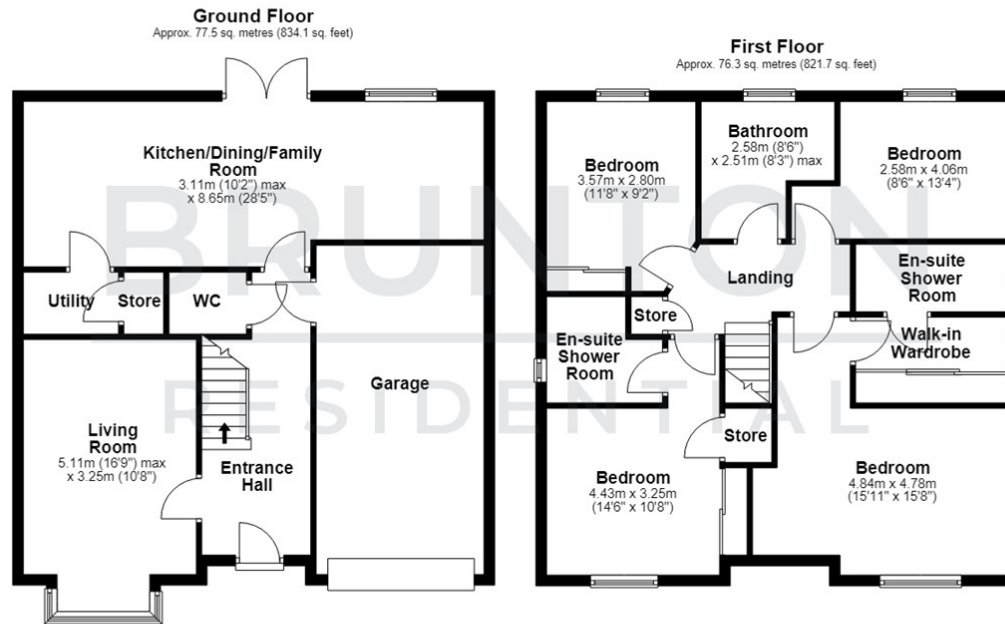 Ground Floor
Approx. 77.5 sq. metres (834.1 sq. feet)
Kitchen/Dining/Family
Room
3.11m (10'2") max
x 8.65m (28'5")
Utility
Store
WC
Garage
Living
Room
5.11m (16'9") max
x 3.25m (10'8")
Entrance
Hall
First Floor
Approx. 76.3 sq. metres (821.7 sq. feet)
Bedroom
3.57m x 2.80m
(11'8" x 9'2")
Bathroom
2.58m (8'6")
x 2.51m (8'3") max
Bedroom
2.58m x 4.06m
(8'6" x 13'4")
Landing
En-suite
Shower
Room
Store
En-suite
Shower
Room
Walk-in
Wardrobe
Store
Bedroom
4.43m x 3.25m
(14'6" x 10'8")
Bedroom
4.84m x 4.78m
(15'11" x 15'8")
BRUNTON
RESIDENTIAL